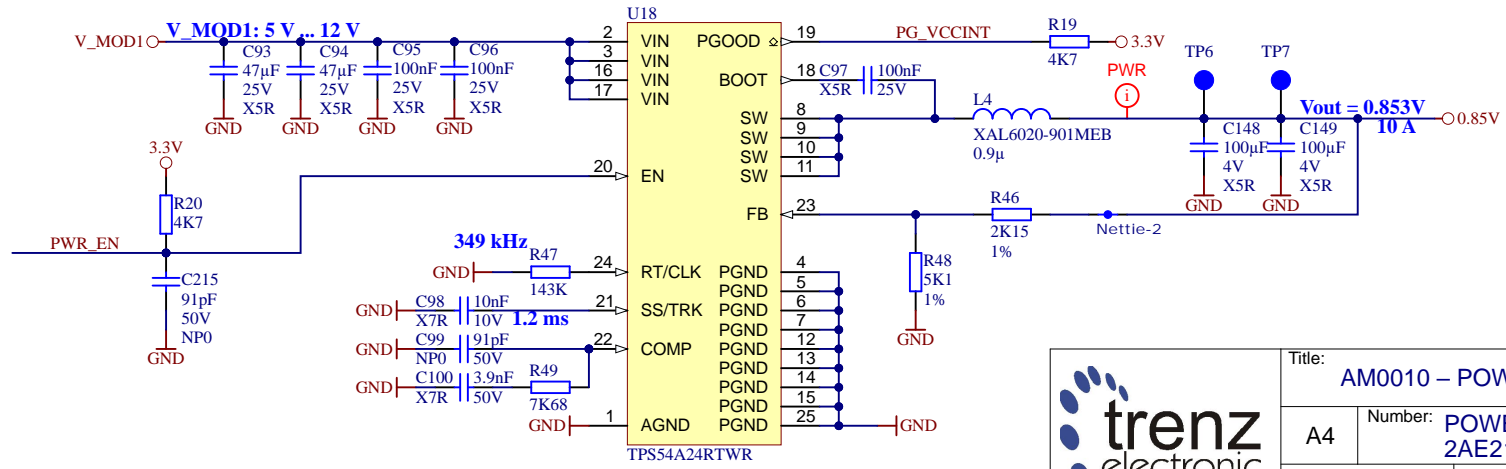 U18
V_MOD1 V_MOD1: 5 V ... 12 V
C93
47µF
25V
X5R
GND
C94
47µF
25V
X5R
GND
C95
100nF
25V
X5R
GND
C96
100nF
25V
X5R
GND
2 VIN
3 VIN
16 VIN
17 VIN
20 EN
24 RT/CLK
21 SS/TRK
22 COMP
1 AGND
PGOOD 19
BOOT 18
SW 8
SW 9
SW 10
SW 11
FB 23
PGND 4
PGND 5
PGND 6
PGND 7
PGND 12
PGND 13
PGND 14
PGND 15
PGND 25
GND
TPS54A24RTWR
PG_VCCINT
R19
4K7
3.3V
C97
X5R
100nF
25V
L4
XAL6020-901MEB
0.9µ
PWR
i
TP6
TP7
Vout = 0.853V
10 A
0.85V
C148
100µF
4V
X5R
GND
C149
100µF
4V
X5R
GND
R46
2K15
1%
Nettie-2
R48
5K1
1%
GND
3.3V
R20
4K7
PWR_EN
C215
91pF
50V
NP0
GND
349 kHz
GND
R47
143K
GND
C98
X7R
10nF
10V
1.2 ms
GND
C99
NP0
91pF
50V
GND
C100
X7R
3.9nF
50V
R49
7K68
GND
trenz
electronic
Title:
AM0010 – POW
A4
Number:
POWE
2AE2